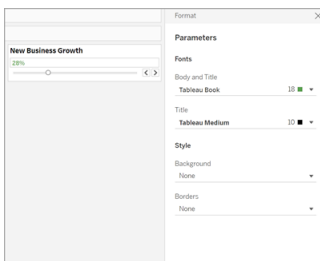 Format
Parameters
New Business Growth
28%
Fonts
Body and Title
Tableau Book 18
Title
Tableau Medium 10
Style
Background
None
Borders
None